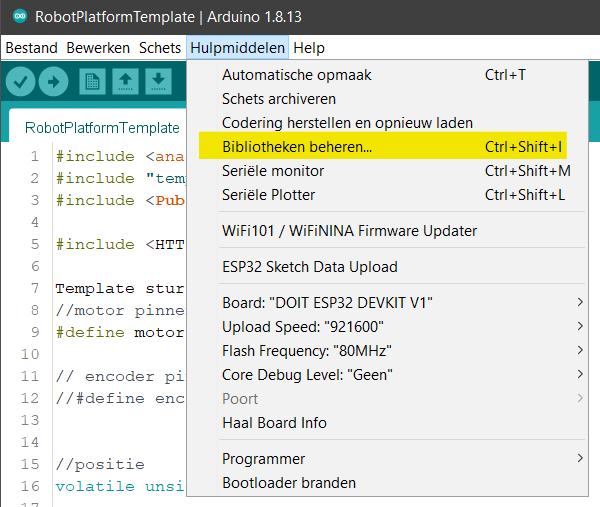 RobotPlatformTemplate | Arduino 1.8.13
Bestand Bewerken Schets Hulpmiddelen Help
RobotPlatformTemplate
Automatische opmaak Ctrl+T
Schets archiveren
Codering herstellen en opnieuw laden
Bibliotheken beheren... Ctrl+Shift+I
Seriële monitor Ctrl+Shift+M
Seriële Plotter Ctrl+Shift+L
WiFi101 / WiFiNINA Firmware Updater
ESP32 Sketch Data Upload
Board: "DOIT ESP32 DEVKIT V1"
Upload Speed: "921600"
Flash Frequency: "80MHz"
Core Debug Level: "Geen"
Poort
Haal Board Info
Programmer
Bootloader branden
1 #include <ana
2 #include "tem
3 #include <Pub
4
5 #include <HTT
6
7 Template stur
8 //motor pinne
9 #define motor
10
11 // encoder pi
12 //#define enc
13
14
15 //positie
16 volatile unsi
17